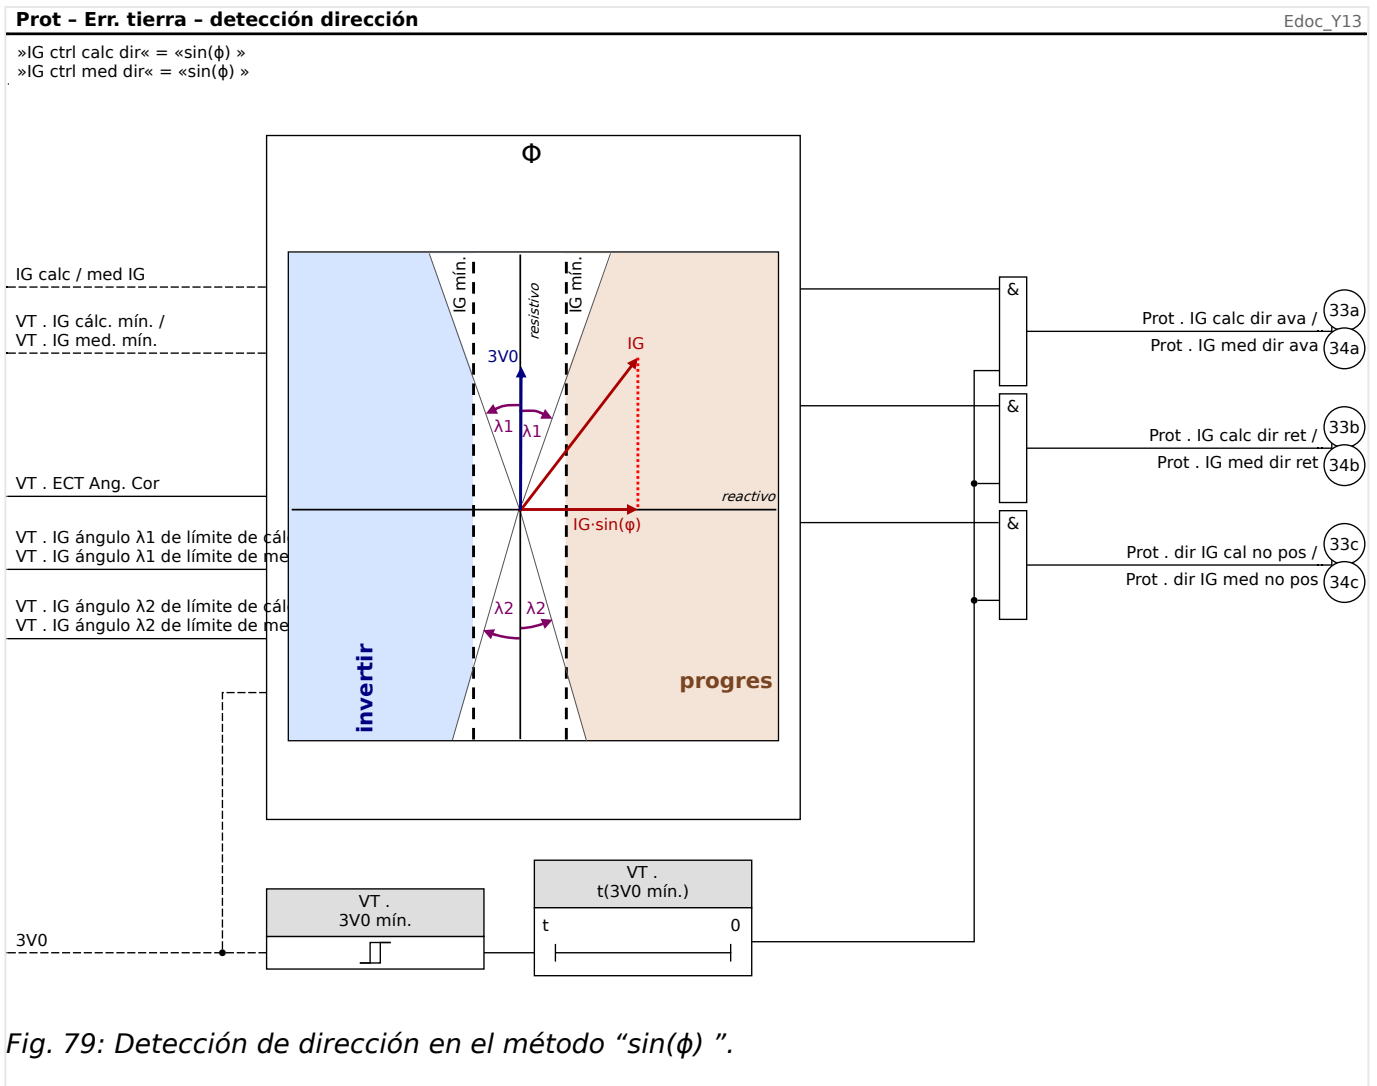 Prot – Err. tierra – detección dirección
Edoc_Y13
»IG ctrl calc dir« = «sin(ϕ) »
»IG ctrl med dir« = «sin(ϕ) »
Φ
IG calc / med IG
VT . IG cálc. mín. /
VT . IG med. mín.
VT . ECT Ang. Cor
VT . IG ángulo λ1 de límite de cál
VT . IG ángulo λ1 de límite de me
VT . IG ángulo λ2 de límite de cál
VT . IG ángulo λ2 de límite de me
IG mín.
resistivo
IG mín.
3V0
IG
λ1
λ1
reactivo
IG·sin(φ)
λ2
λ2
invertir
progres
&
Prot . IG calc dir ava /
33a
Prot . IG med dir ava
34a
&
Prot . IG calc dir ret /
33b
Prot . IG med dir ret
34b
&
Prot . dir IG cal no pos /
33c
Prot . dir IG med no pos
34c
3V0
VT .
3V0 mín.
VT .
t(3V0 mín.)
t
0
Fig. 79: Detección de dirección en el método “sin(ϕ) ”.